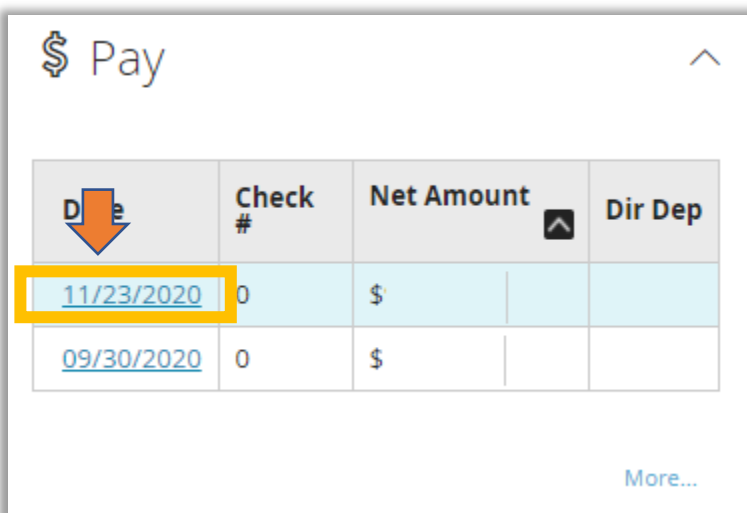 $ Pay
Check # Net Amount Dir Dep
11/23/2020 0 $
09/30/2020 0 $
More...